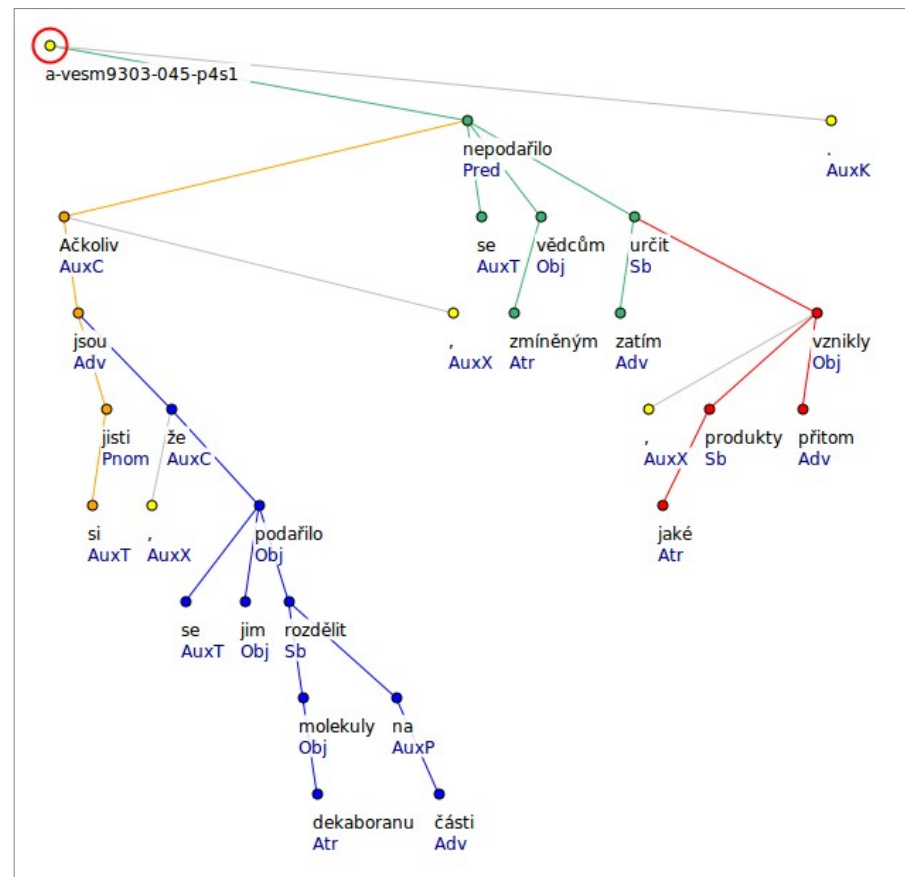 a-vesm9303-045-p4s1
nepodařilo
Pred
.
AuxK
Ačkoliv
AuxC
se
AuxT
vědcům
Obj
určit
Sb
jsou
Adv
,
AuxX
zmíněným
Atr
zatím
Adv
vznikly
Obj
jisti
Pnom
že
AuxC
,
AuxX
produkty
Sb
přitom
Adv
si
AuxT
,
AuxX
podařilo
Obj
jaké
Atr
se
AuxT
jim
Obj
rozdělit
Sb
molekuly
Obj
na
AuxP
dekaboranu
Atr
části
Adv